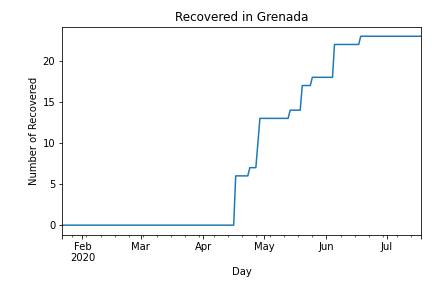 Recovered in Grenada
Number of Recovered
20
15
10
5
0
Feb
2020
Mar
Apr
May
Jun
Jul
Day